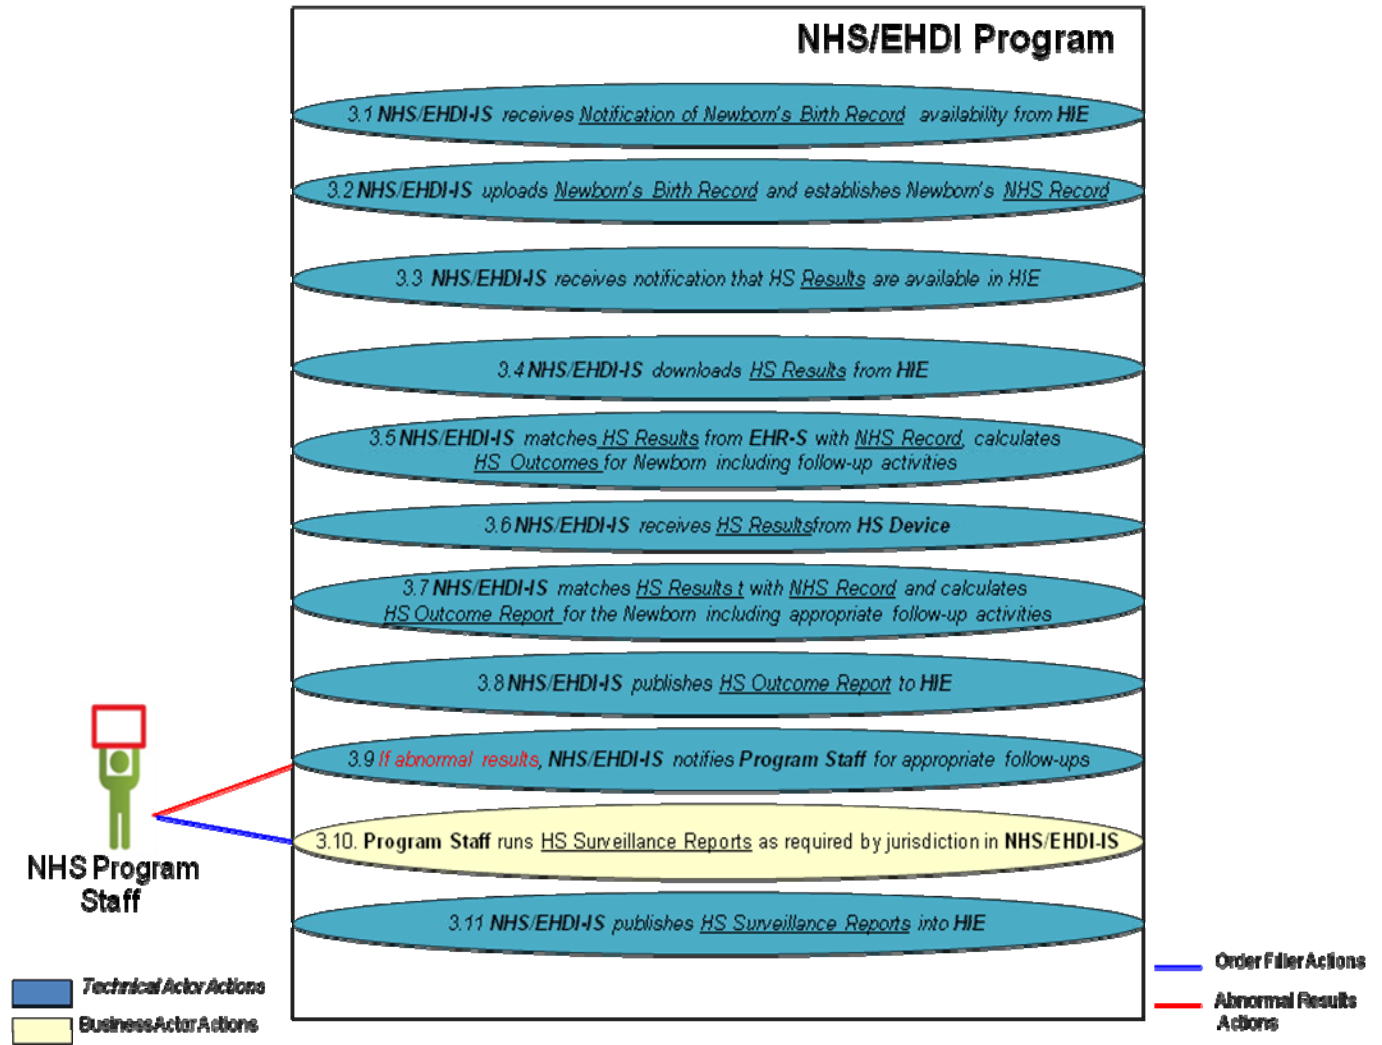 NHS/EHDI Program
3.1 NHS/EHDI-IS receives Notification of Newborn's Birth Record availability from HIE
3.2 NHS/EHDI-IS uploads Newborn's Birth Record and establishes Newborn's NHS Record
3.3 NHS/EHDI-IS receives notification that HS Results are available in HIE
3.4 NHS/EHDI-IS downloads HS Results from HIE
3.5 NHS/EHDI-IS matches HS Results from EHR-S with NHS Record, calculates
HS Outcomes for Newborn including follow-up activities
3.6 NHS/EHDI-IS receives HS Resultsfrom HS Device
3.7 NHS/EHDI-IS matches HS Results t with NHS Record and calculates
HS Outcome Report for the Newborn including appropriate follow-up activities
3.8 NHS/EHDI-IS publishes HS Outcome Report to HIE
3.9 If abnormal results, NHS/EHDI-IS notifies Program Staff for appropriate follow-ups
3.10. Program Staff runs HS Surveillance Reports as required by jurisdiction in NHS/EHDI-IS
3.11 NHS/EHDI-IS publishes HS Surveillance Reports into HIE
NHS Program
Staff
Technical Actor Actions
Business Actor Actions
Order Filler Actions
Abnormal Results
Actions